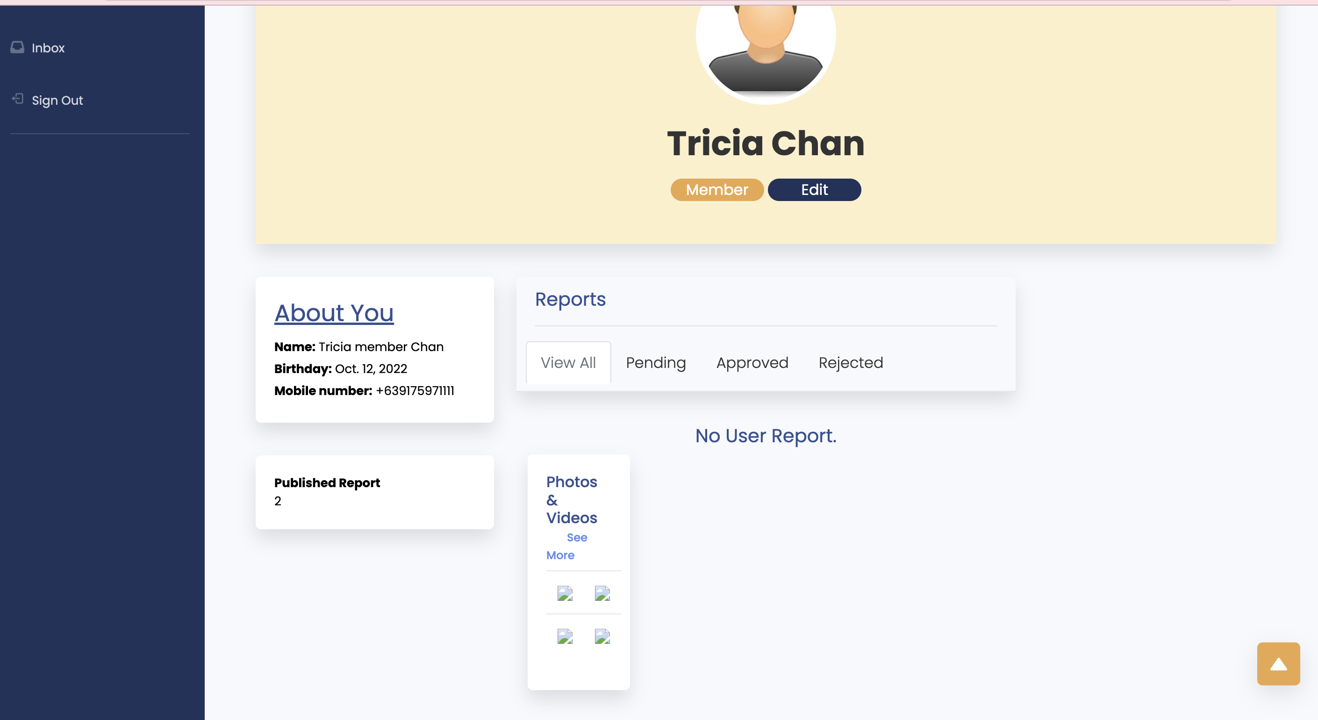 Inbox
Sign Out
Tricia Chan
Member Edit
About You
Name: Tricia member Chan
Birthday: Oct. 12, 2022
Mobile number: +639175971111
Published Report
2
Reports
View All Pending Approved Rejected
No User Report.
Photos
&
Videos
See
More